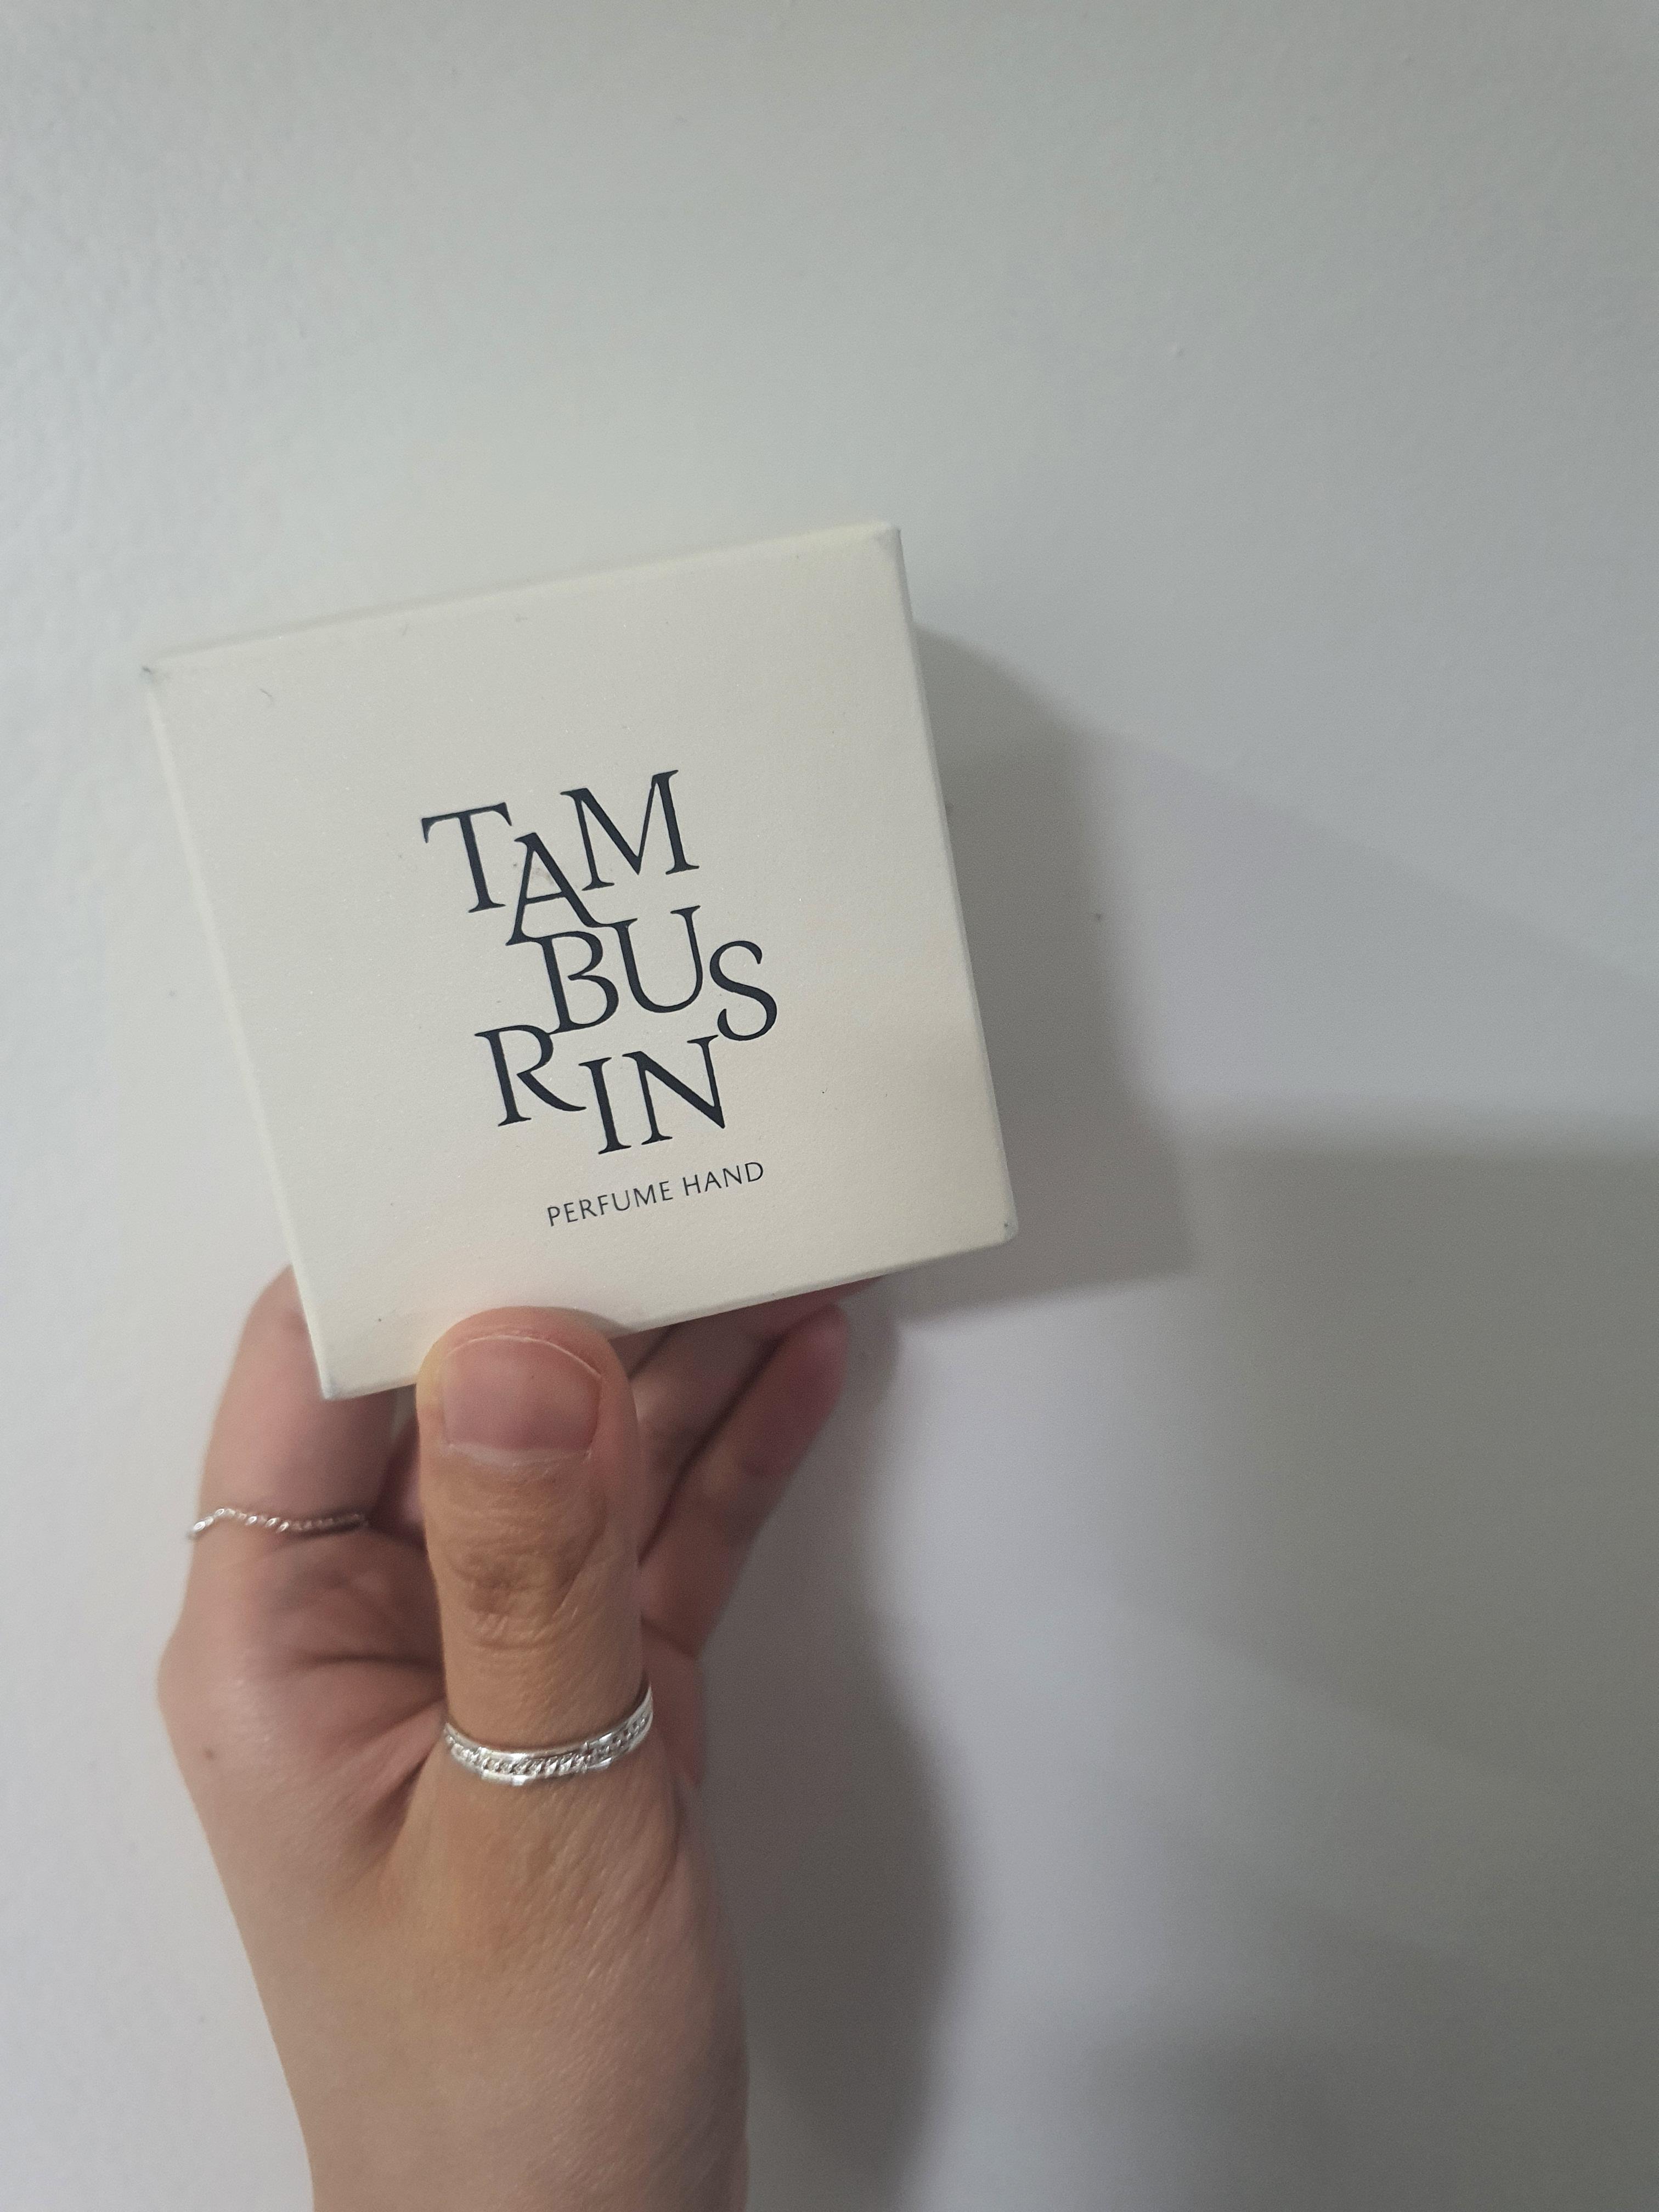 TAM
BUS
RIN
PERFUME HAND